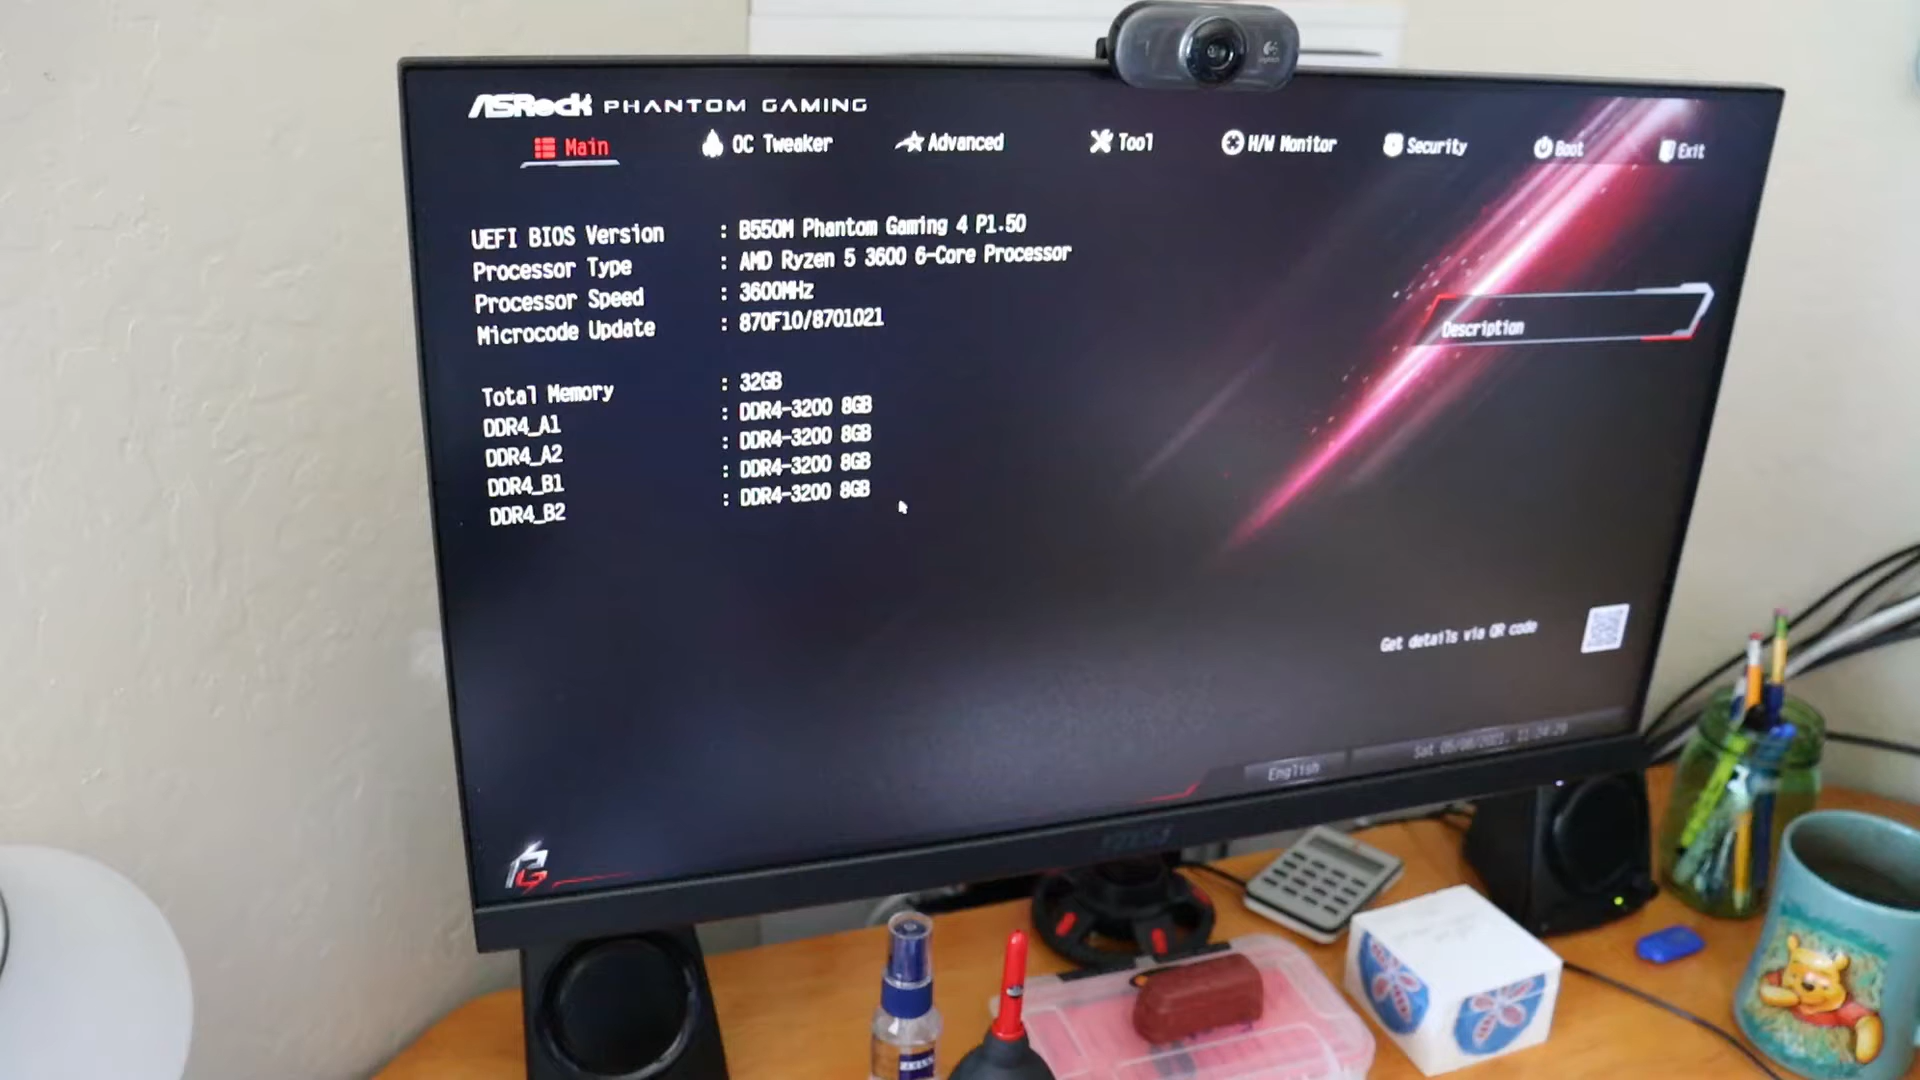 ASRock PHANTOM GAMING
Main OC Tweaker Advanced Tool H/W Monitor Security Boot Exit
UEFI BIOS Version : B550M Phantom Gaming 4 P1.50
Processor Type : AMD Ryzen 5 3600 6-Core Processor
Processor Speed : 3600MHz
Microcode Update : 870F10/8701021
Description
Total Memory : 32GB
DDR4_A1 : DDR4-3200 8GB
DDR4_A2 : DDR4-3200 8GB
DDR4_B1 : DDR4-3200 8GB
DDR4_B2 : DDR4-3200 8GB
Get details via QR code
English
ZEISS